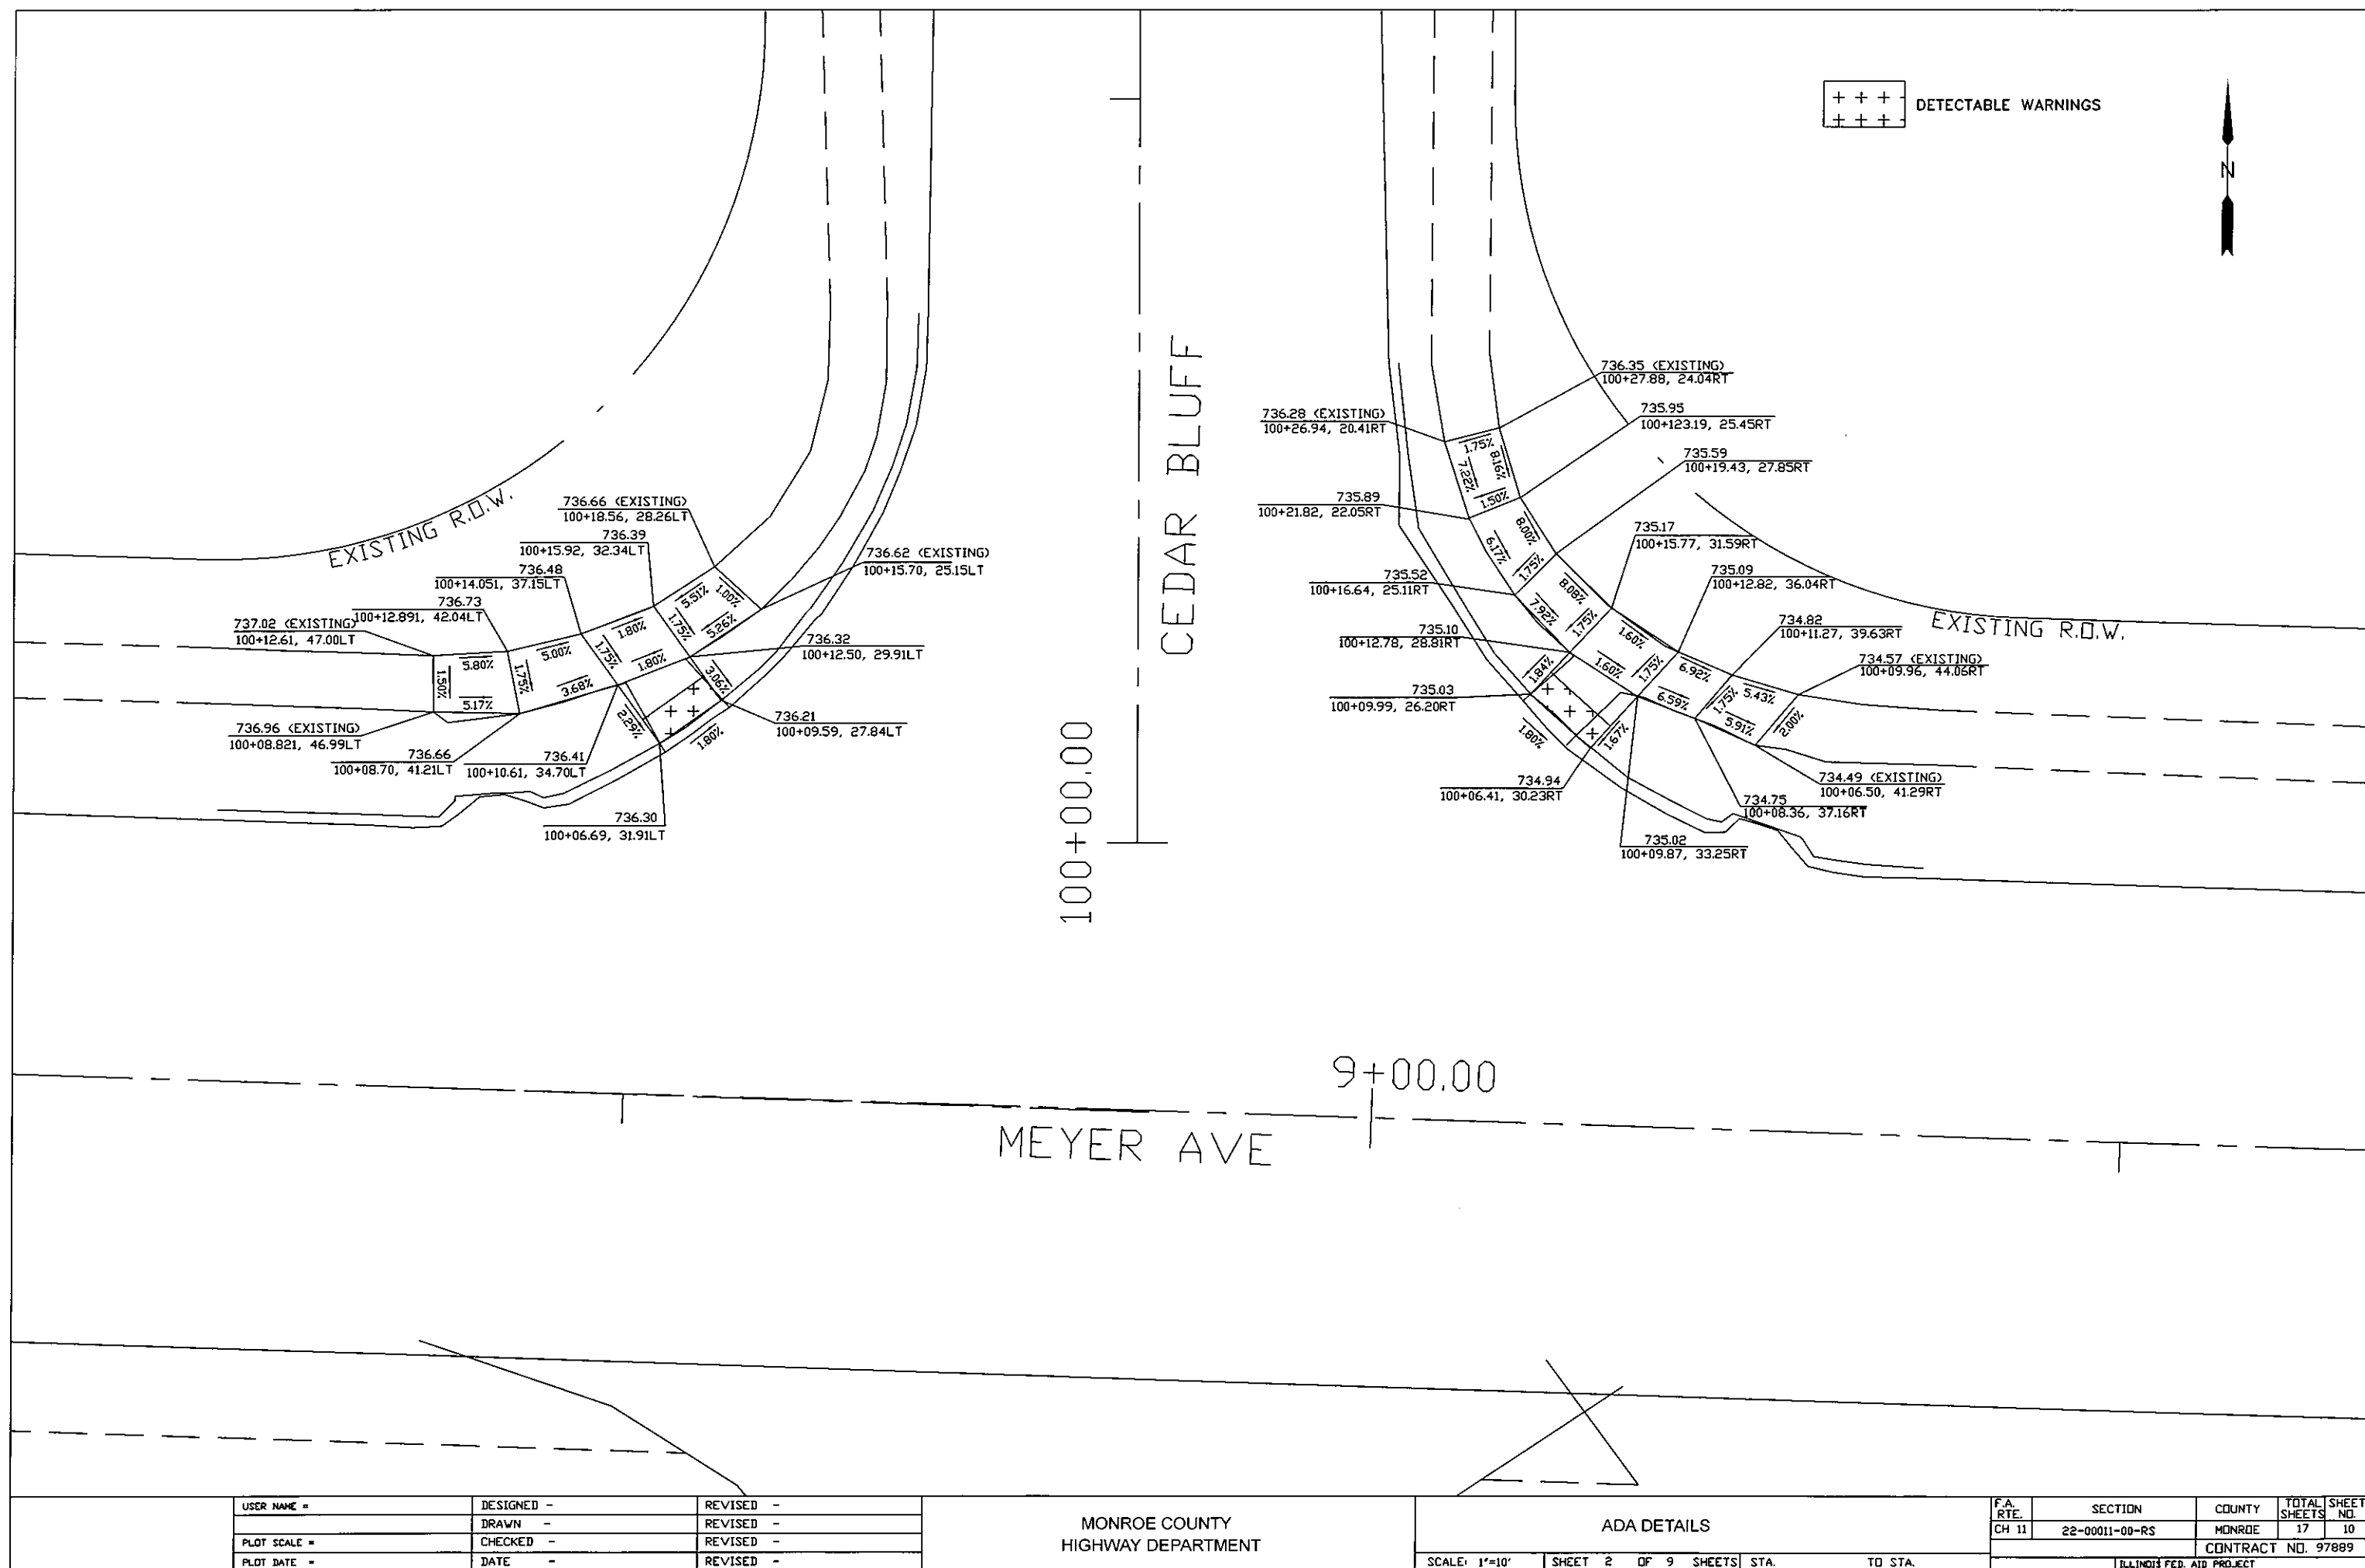 DETECTABLE WARNINGS
N
CEDAR BLUFF
100+00.00
EXISTING R.O.W.
736.66 (EXISTING)
100+18.56, 28.26LT
736.39
100+15.92, 32.34LT
736.48
100+14.051, 37.15LT
736.73
100+12.891, 42.04LT
737.02 (EXISTING)
100+12.61, 47.00LT
736.62 (EXISTING)
100+15.70, 25.15LT
736.32
100+12.50, 29.91LT
736.21
100+09.59, 27.84LT
736.96 (EXISTING)
100+08.821, 46.99LT
736.66
100+08.70, 41.21LT
736.41
100+10.61, 34.70LT
736.30
100+06.69, 31.91LT
5.80%
1.50%
5.17%
1.75%
5.00%
3.68%
1.75%
1.80%
1.80%
1.75%
5.51%
1.00%
5.26%
3.06%
2.29%
1.80%
736.35 (EXISTING)
100+27.88, 24.04RT
736.28 (EXISTING)
100+26.94, 20.41RT
735.95
100+123.19, 25.45RT
735.59
100+19.43, 27.85RT
735.89
100+21.82, 22.05RT
735.17
100+15.77, 31.59RT
735.09
100+12.82, 36.04RT
735.52
100+16.64, 25.11RT
735.10
100+12.78, 28.81RT
734.82
100+11.27, 39.63RT
EXISTING R.O.W.
734.57 (EXISTING)
100+09.96, 44.06RT
735.03
100+09.99, 26.20RT
734.49 (EXISTING)
100+06.50, 41.29RT
734.94
100+06.41, 30.23RT
734.75
100+08.36, 37.16RT
735.02
100+09.87, 33.25RT
1.75%
7.22%
8.16%
1.50%
8.00%
6.17%
1.75%
8.08%
7.92%
1.75%
1.60%
1.60%
1.75%
6.92%
6.59%
1.75%
5.43%
5.91%
2.00%
1.84%
1.67%
1.80%
9+00.00
MEYER AVE
USER NAME =
PLOT SCALE =
PLOT DATE =
DESIGNED -
DRAWN -
CHECKED -
DATE -
REVISED -
REVISED -
REVISED -
REVISED -
MONROE COUNTY
HIGHWAY DEPARTMENT
ADA DETAILS
SCALE: 1"=10' SHEET 2 OF 9 SHEETS STA. TO STA.
F.A. RTE. SECTION COUNTY TOTAL SHEETS SHEET NO.
CH 11 22-00011-00-RS MONROE 17 10
CONTRACT NO. 97889
ILLINOIS FED. AID PROJECT